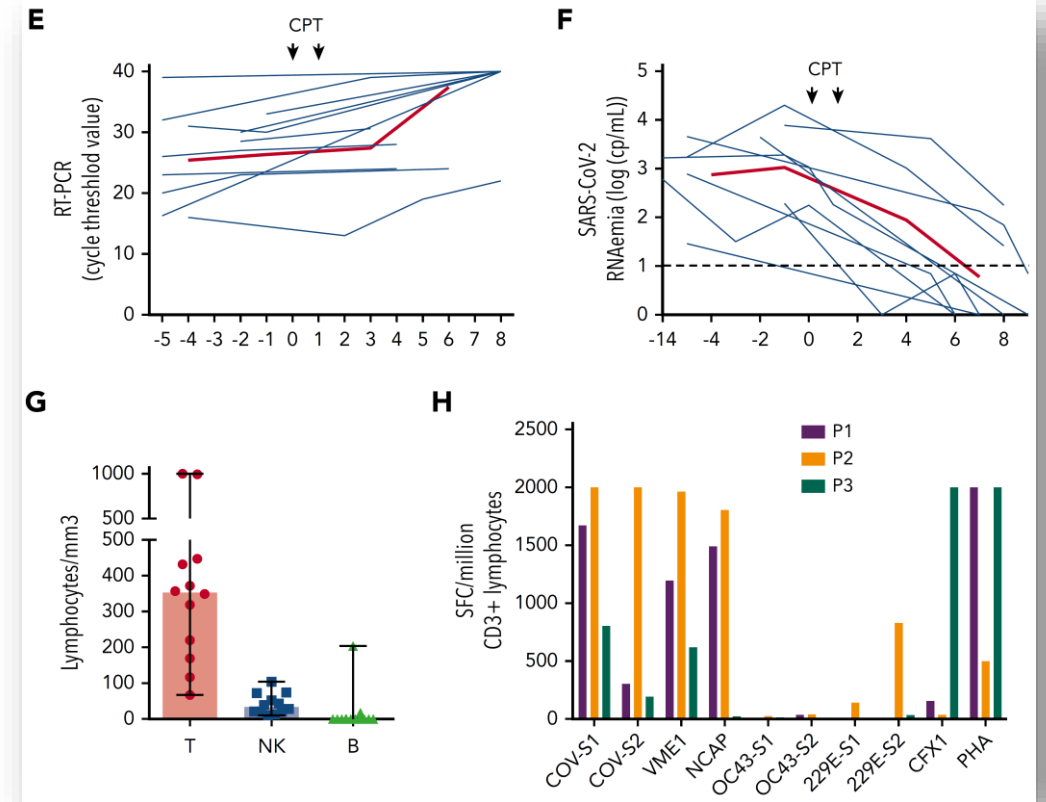 E
CPT
RT-PCR
(cycle threshlod value)
40
30
20
10
0
-5 -4 -3 -2 -1 0 1 2 3 4 5 6 7 8
F
CPT
SARS-CoV-2
RNAemia (log (cp/mL))
5
4
3
2
1
0
-14 -4 -2 0 2 4 6 8
G
Lymphocytes/mm3
1000
500
500
400
300
200
100
0
T NK B
H
SFC/million
CD3+ lymphocytes
2500
2000
1500
1000
500
0
P1
P2
P3
COV-S1
COV-S2
VME1
NCAP
OC43-S1
OC43-S2
229E-S1
229E-S2
CFX1
PHA